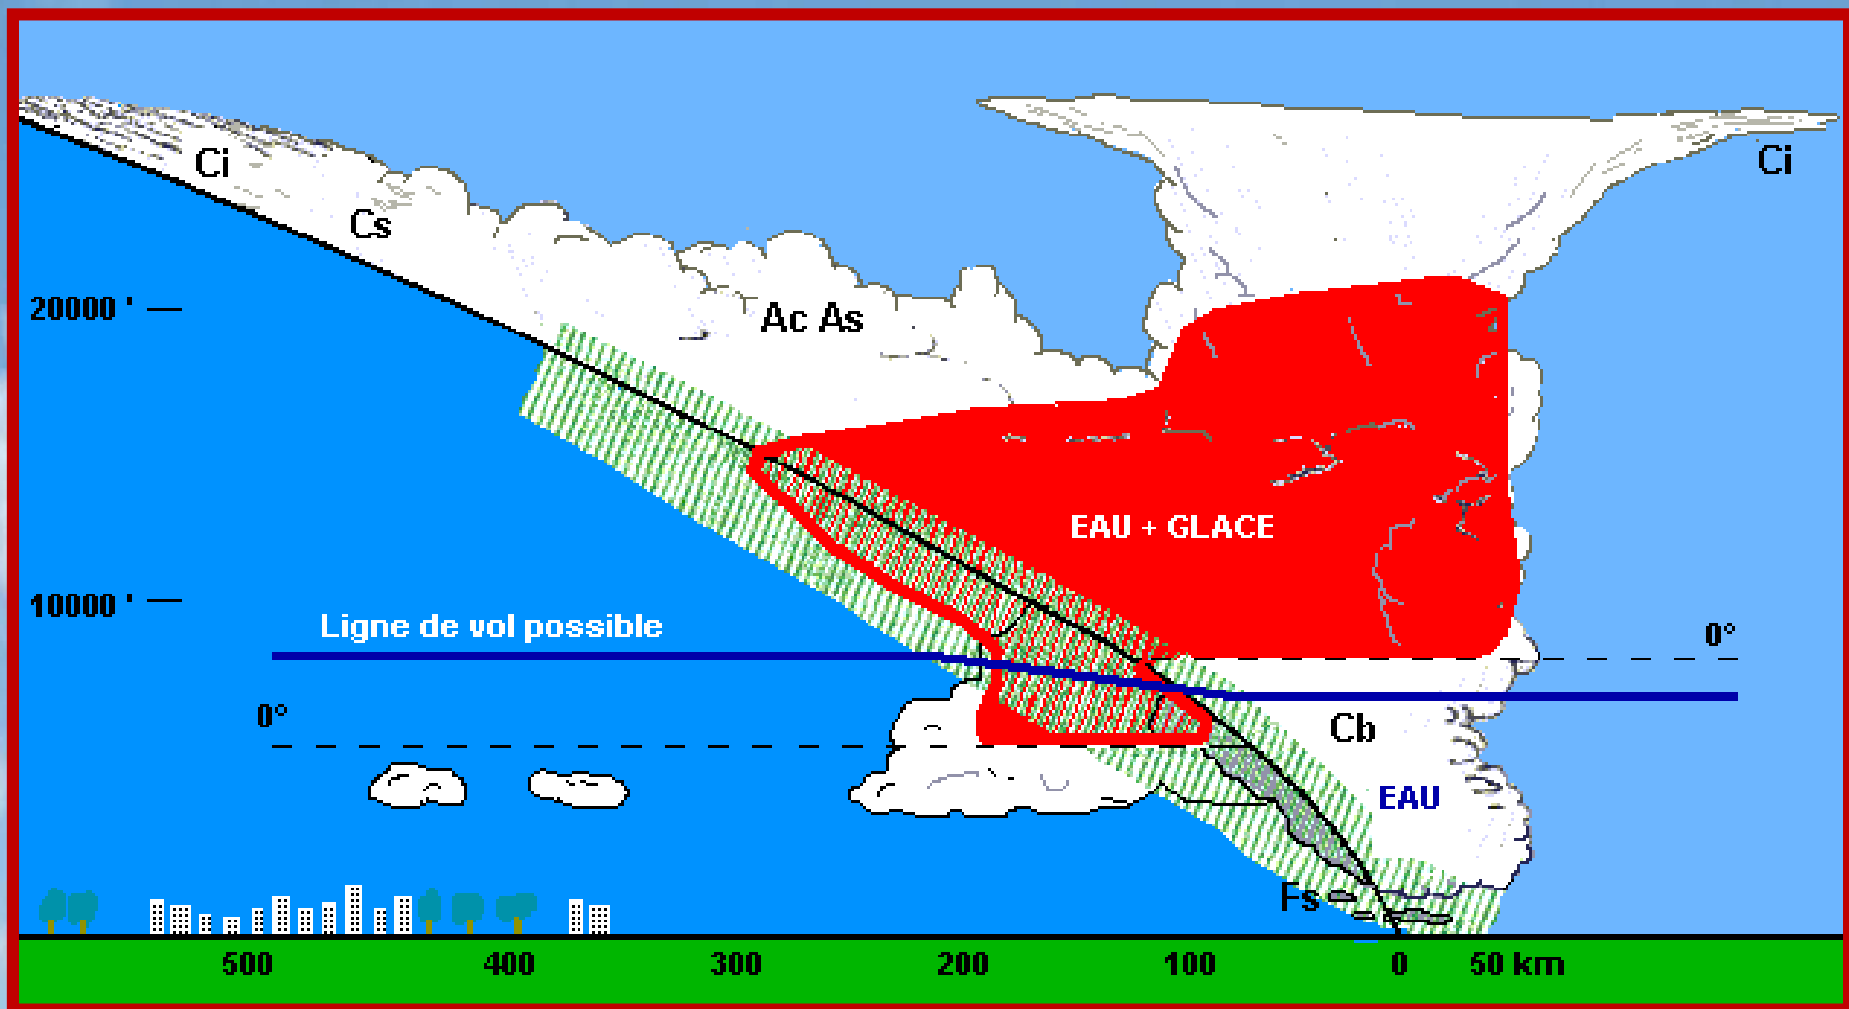 Ci
Ci
Cs
20000 '
Ac As
EAU + GLACE
10000 '
Ligne de vol possible
0°
0°
Cb
EAU
Fs
500 400 300 200 100 0 50 km